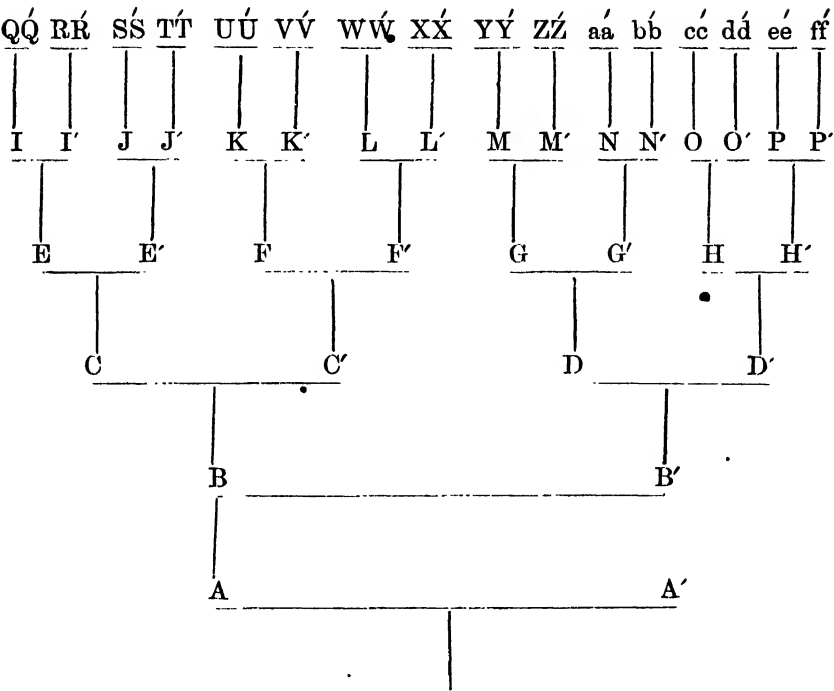 QQ́ RŔ SŚ TT́ UÚ VV́ WẂ XX́ YÝ ZŹ aá bb́ cć dd́ eé ff́
I I′ J J′ K K′ L L′ M M′ N N′ O O′ P P′
E E′ F F′ G G′ H H′
C C′ D D′
B B′
A A′